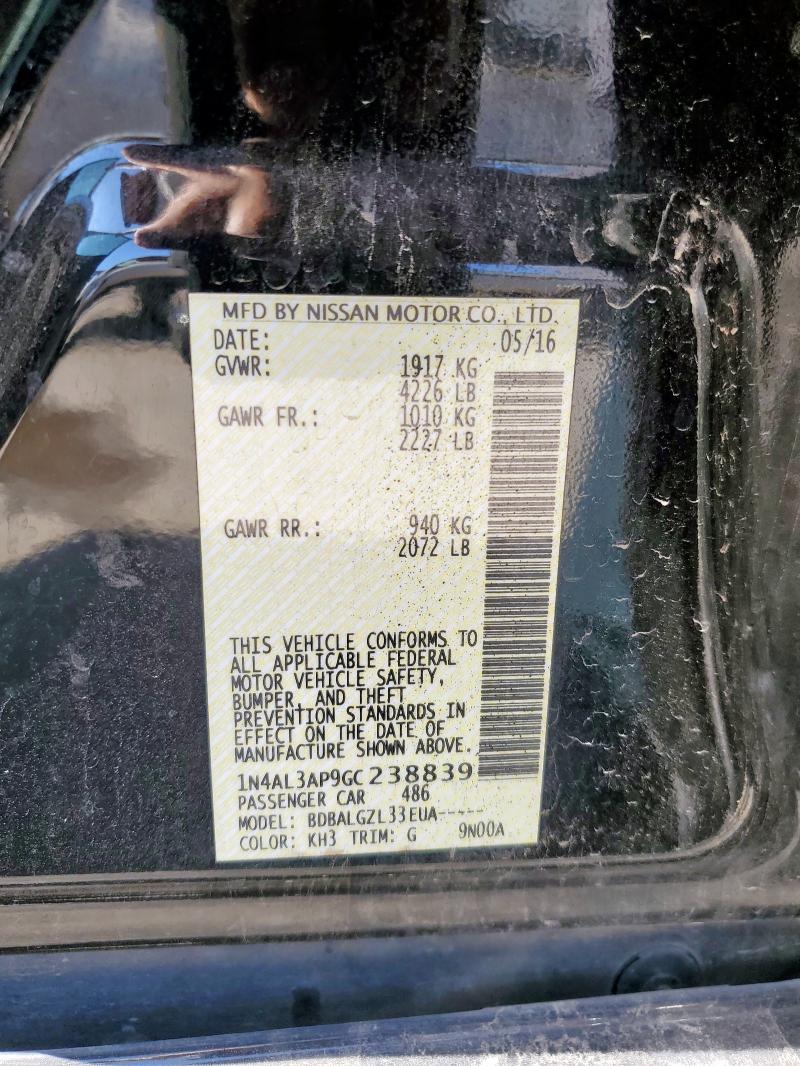 MFD BY NISSAN MOTOR CO., LTD.
DATE: 05/16
GVWR: 1917 KG
4226 LB
GAWR FR.: 1010 KG
2227 LB
GAWR RR.: 940 KG
2072 LB
THIS VEHICLE CONFORMS TO
ALL APPLICABLE FEDERAL
MOTOR VEHICLE SAFETY,
BUMPER, AND THEFT
PREVENTION STANDARDS IN
EFFECT ON THE DATE OF
MANUFACTURE SHOWN ABOVE.
1N4AL3AP9GC238839
PASSENGER CAR 486
MODEL: BDBALGZL33EUA-----
COLOR: KH3 TRIM: G 9N00A